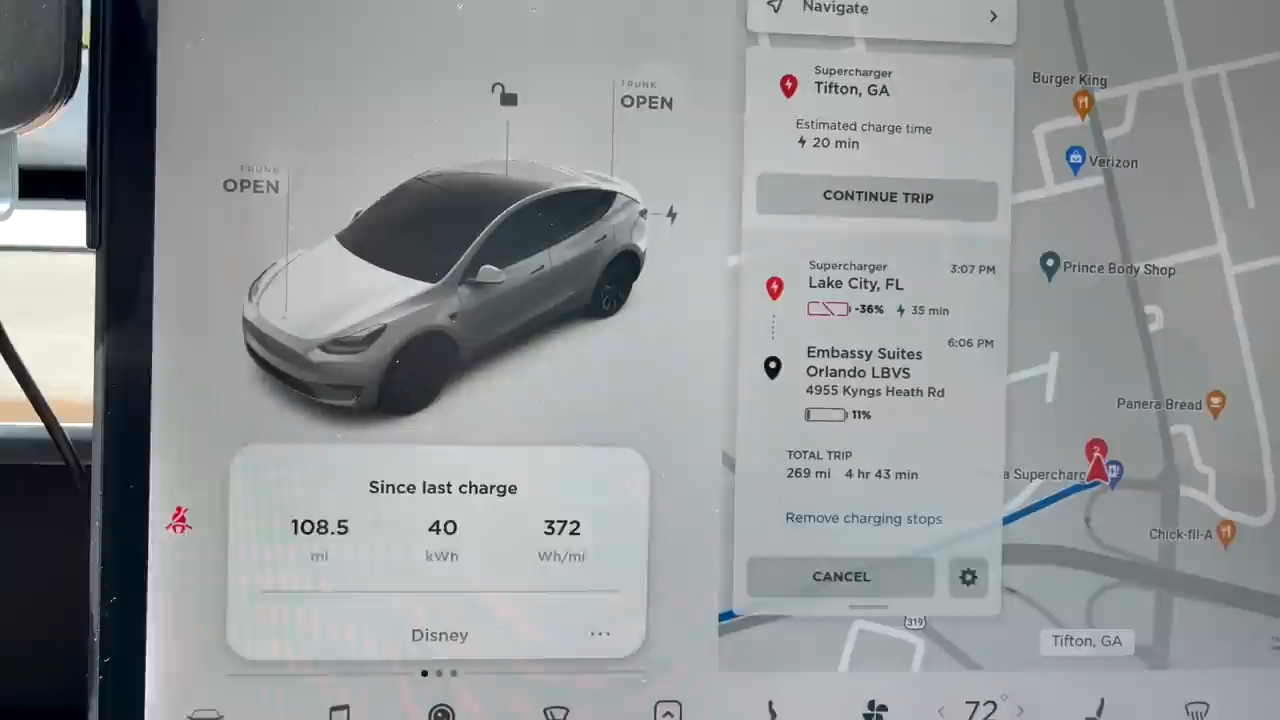 Navigate
Supercharger
Tifton, GA
Estimated charge time
20 min
CONTINUE TRIP
Supercharger
3:07 PM
Lake City, FL
-36% 35 min
6:06 PM
Embassy Suites
Orlando LBVS
4955 Kyngs Heath Rd
11%
TOTAL TRIP
269 mi 4 hr 43 min
Remove charging stops
CANCEL
TRUNK
OPEN
FRUNK
OPEN
Since last charge
108.5 40 372
mi kWh Wh/mi
Disney
Burger King
Verizon
Prince Body Shop
Panera Bread
2
a Supercharg
Chick-fil-A
319
Tifton, GA
72°